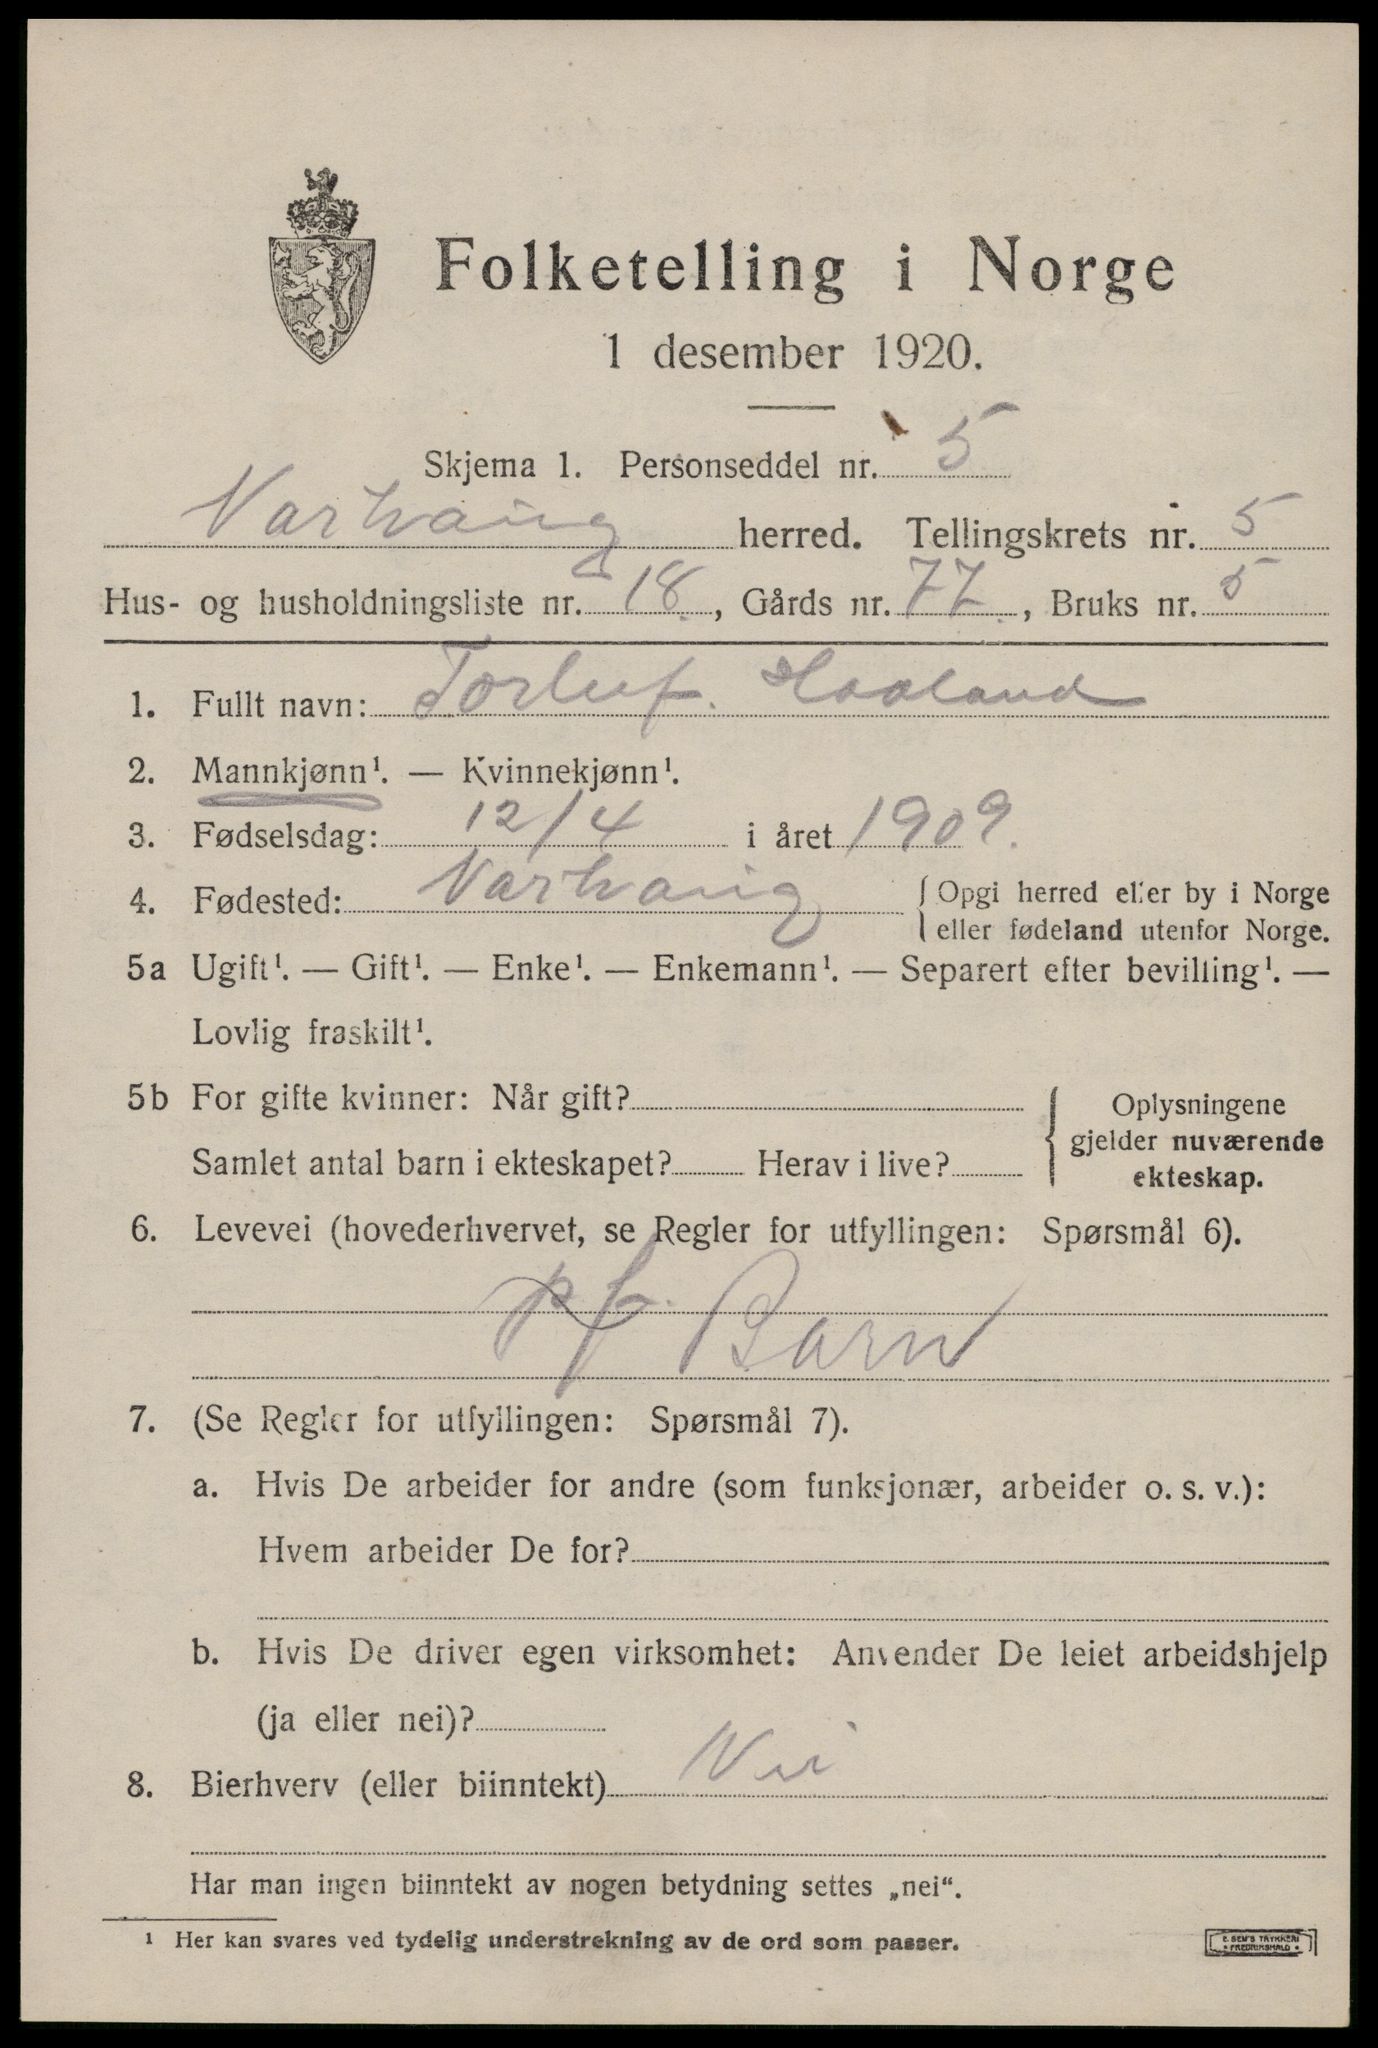 Folketelling i Norge
1 desember 1920.
Skjema 1. Personseddel nr. 5
Varhaug herred. Tellingskrets nr. 5
Hus- og husholdningsliste nr. 18, Gårds nr. 77, Bruks nr. 5
1. Fullt navn: Torluf. Haaland
2. Mannkjønn¹. — Kvinnekjønn¹.
3. Fødselsdag: 12/4 i året 1909.
4. Fødested: Varhaug { Opgi herred eller by i Norge
eller fødeland utenfor Norge.
5a Ugift¹. — Gift¹. — Enke¹. — Enkemann¹. — Separert efter bevilling¹. —
Lovlig fraskilt¹.
5b For gifte kvinner: Når gift?
Samlet antal barn i ekteskapet? Herav i live?
{ Oplysningene
gjelder nuværende
ekteskap.
6. Levevei (hovederhvervet, se Regler for utfyllingen: Spørsmål 6).
pf. Barn
7. (Se Regler for utfyllingen: Spørsmål 7).
a. Hvis De arbeider for andre (som funksjonær, arbeider o. s. v.):
Hvem arbeider De for?
b. Hvis De driver egen virksomhet: Anvender De leiet arbeidshjelp
(ja eller nei)?
8. Bierhverv (eller biinntekt) Nei
Har man ingen biinntekt av nogen betydning settes „nei“.
¹ Her kan svares ved tydelig understrekning av de ord som passer.
E. SEM'S TRYKKERI
• FREDRIKSHALD •